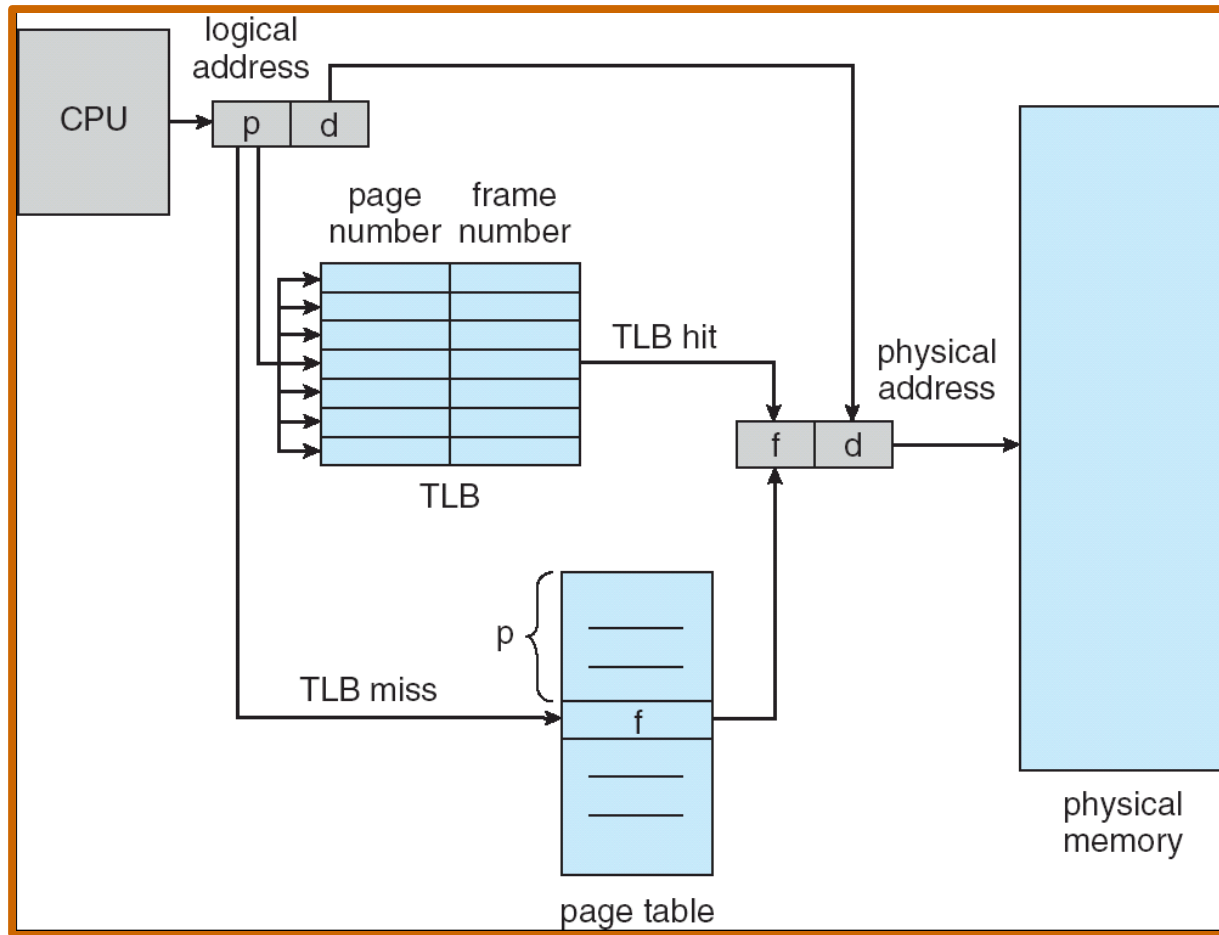 logical
address
CPU
p d
page frame
number number
TLB hit
physical
address
f d
TLB
p
TLB miss
f
physical
memory
page table